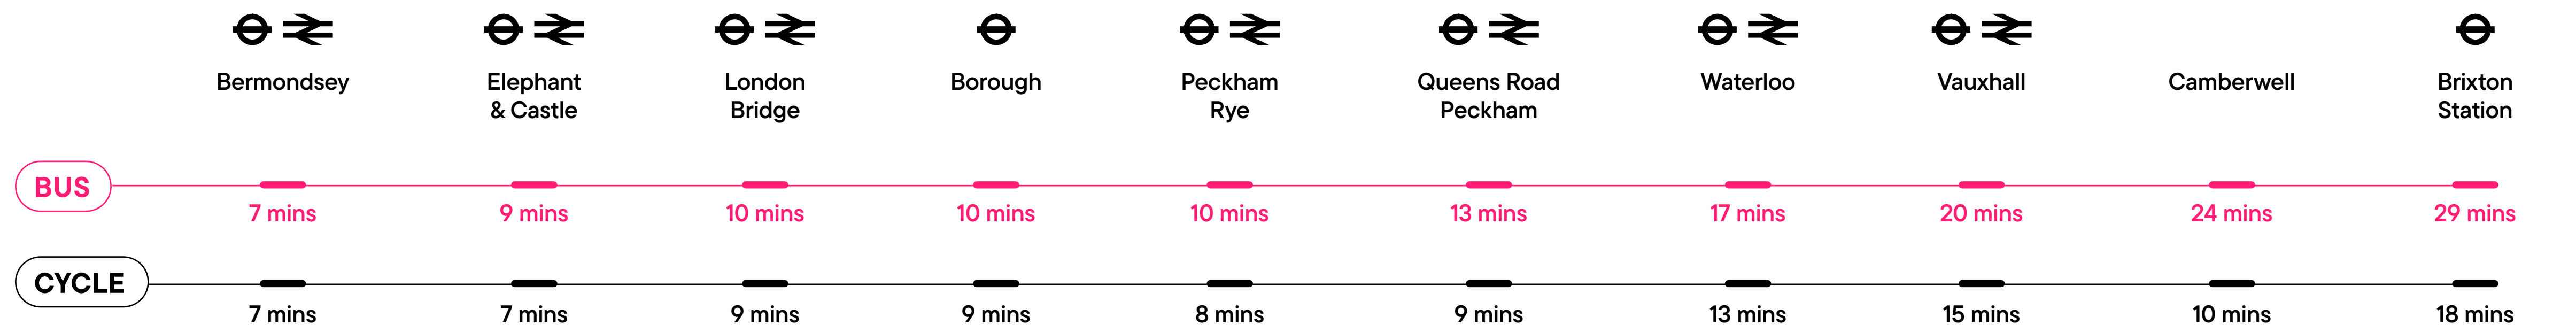 Bermondsey
Elephant
& Castle
London
Bridge
Borough
Peckham
Rye
Queens Road
Peckham
Waterloo
Vauxhall
Camberwell
Brixton
Station
BUS
7 mins
9 mins
10 mins
10 mins
10 mins
13 mins
17 mins
20 mins
24 mins
29 mins
CYCLE
7 mins
7 mins
9 mins
9 mins
8 mins
9 mins
13 mins
15 mins
10 mins
18 mins